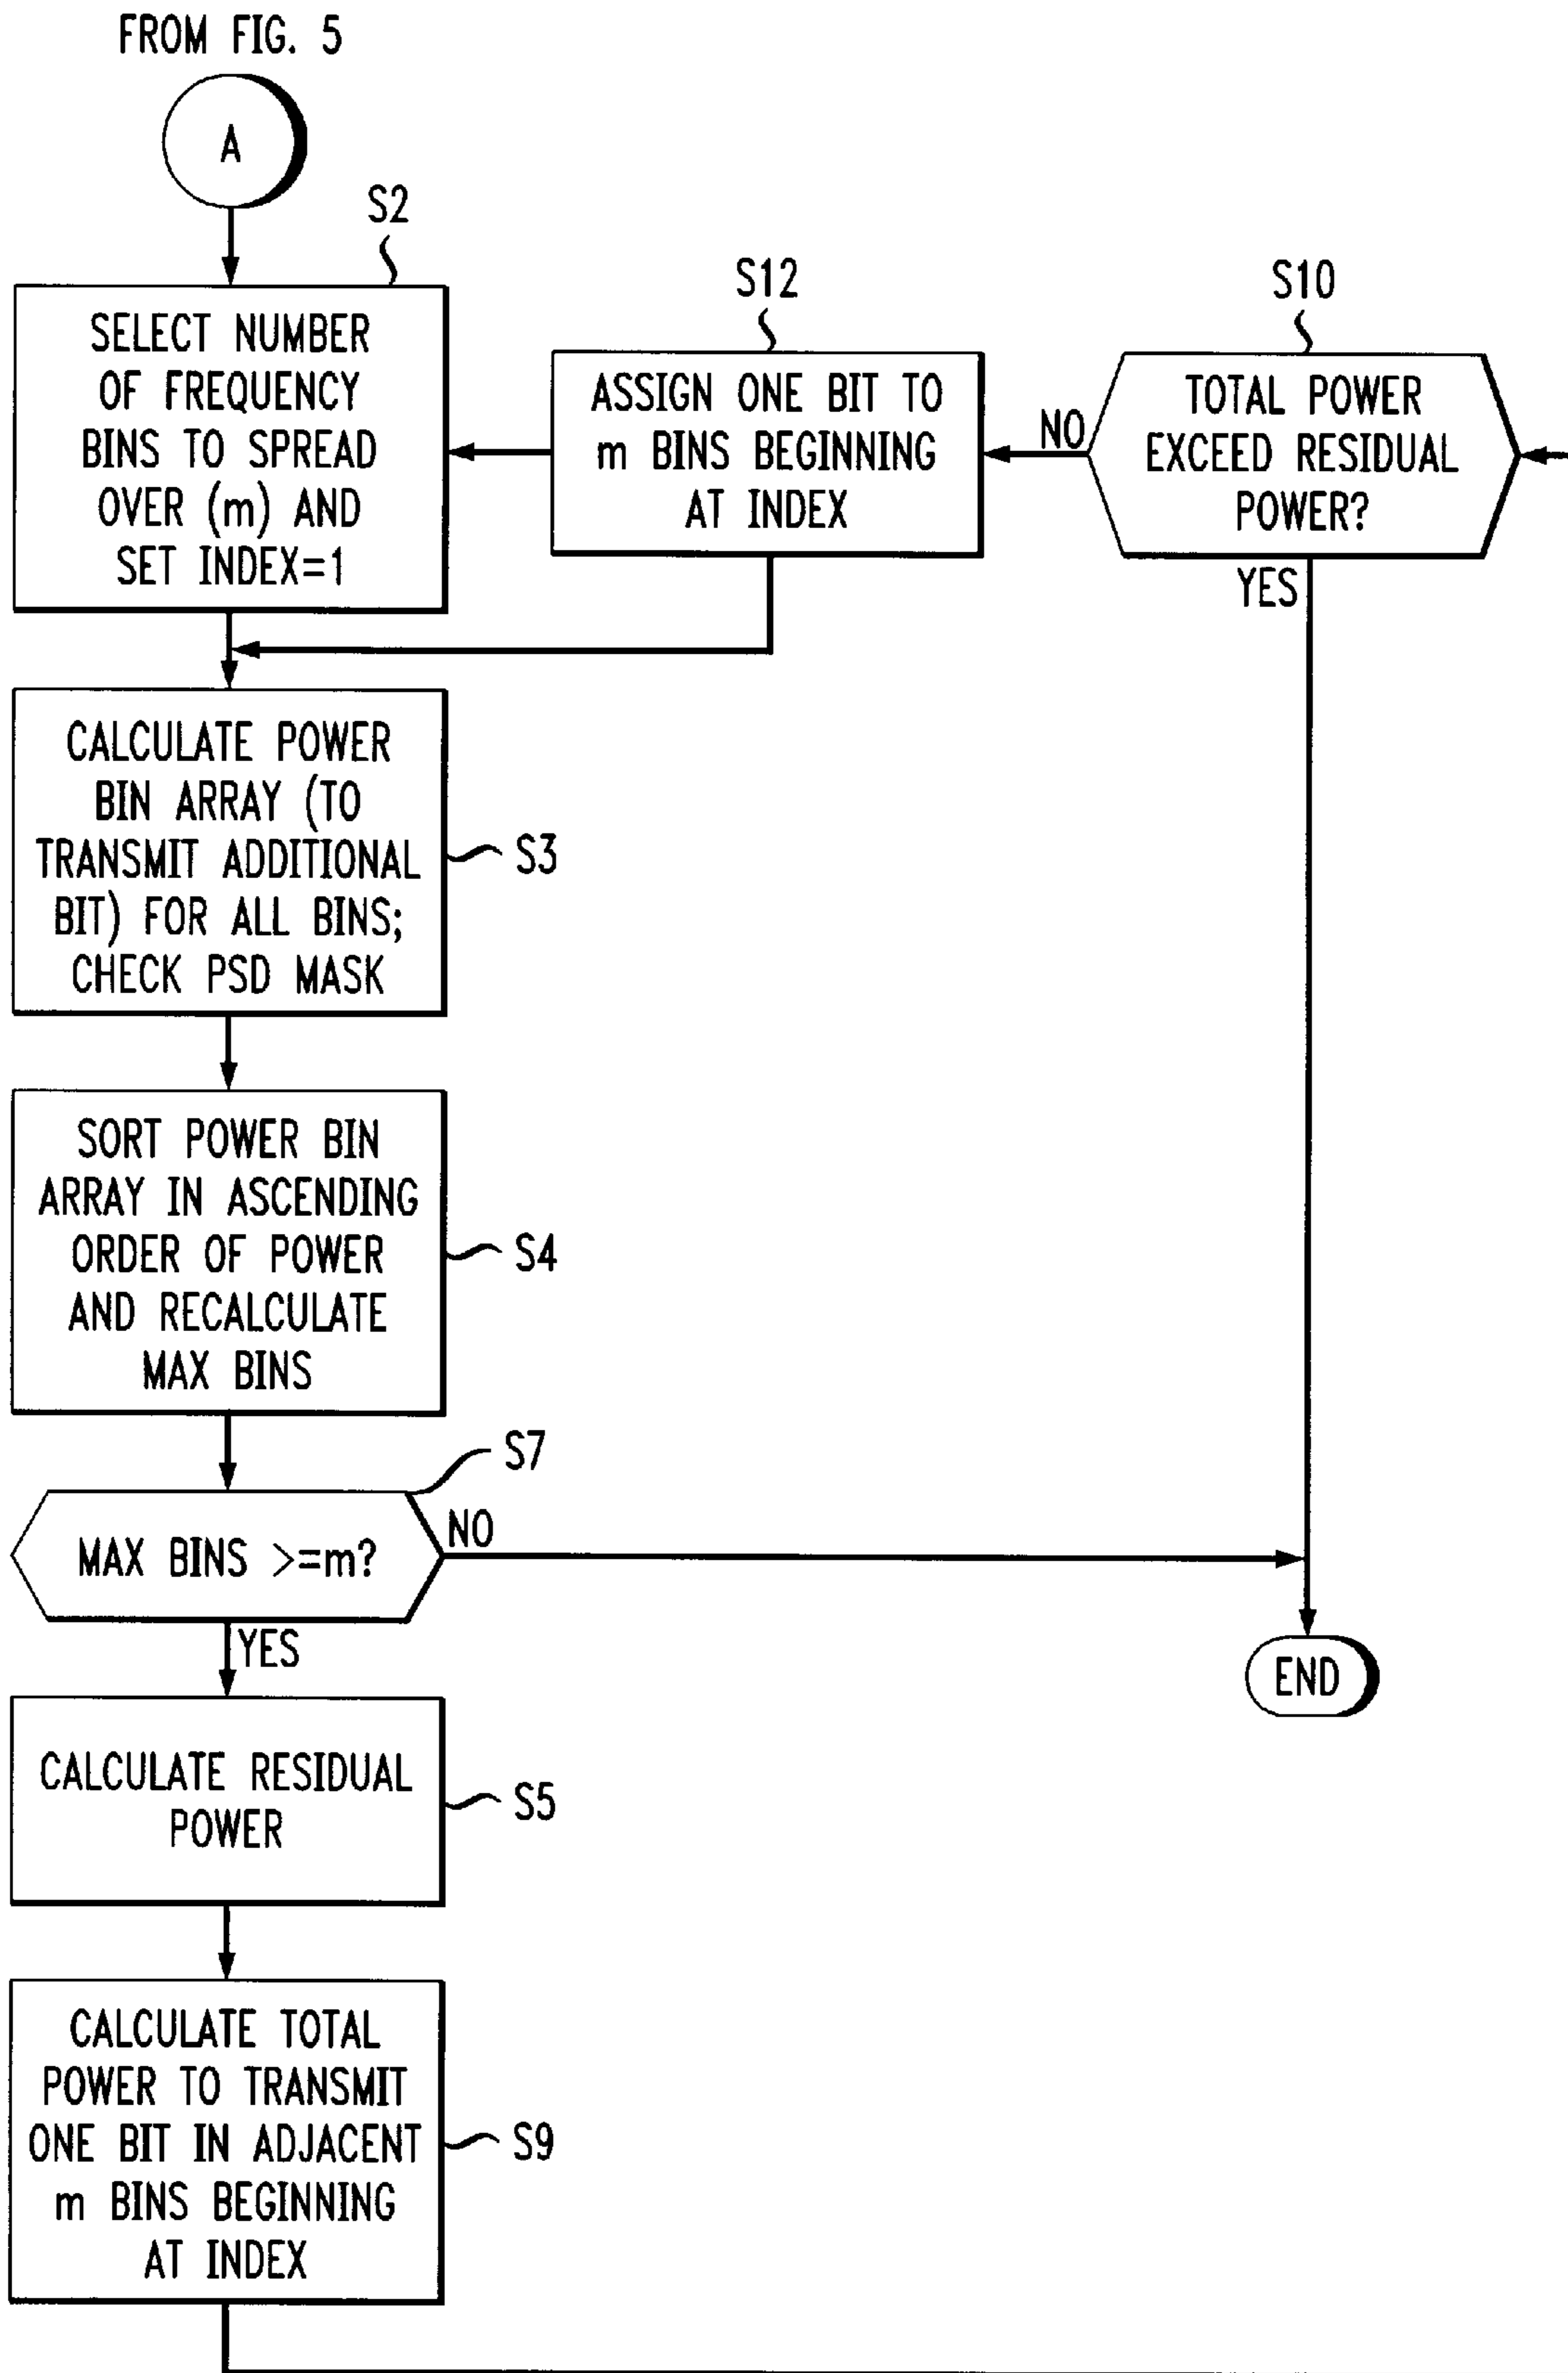 FROM FIG. 5
A
S2
SELECT NUMBER
OF FREQUENCY
BINS TO SPREAD
OVER (m) AND
SET INDEX=1
S12
ASSIGN ONE BIT TO
m BINS BEGINNING
AT INDEX
S10
TOTAL POWER
EXCEED RESIDUAL
POWER?
NO
YES
CALCULATE POWER
BIN ARRAY (TO
TRANSMIT ADDITIONAL
BIT) FOR ALL BINS;
CHECK PSD MASK
S3
SORT POWER BIN
ARRAY IN ASCENDING
ORDER OF POWER
AND RECALCULATE
MAX BINS
S4
S7
MAX BINS >=m?
NO
YES
END
CALCULATE RESIDUAL
POWER
S5
CALCULATE TOTAL
POWER TO TRANSMIT
ONE BIT IN ADJACENT
m BINS BEGINNING
AT INDEX
S9